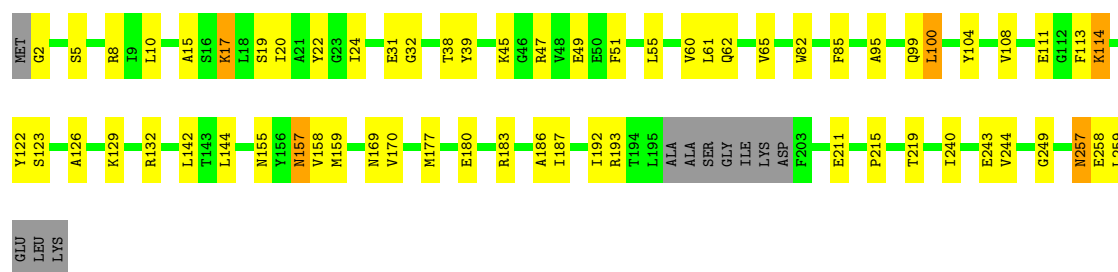 MET G2 S5 R8 I9 L10 A15 S16 K17 L18 S19 I20 A21 Y22 G23 I24 E31 G32 T38 Y39 K45 G46 R47 V48 E49 E50 F51 L55 V60 L61 Q62 V65 W82 F85 A95 Q99 L100 Y104 V108 E111 G112 F113 K114
Y122 S123 A126 K129 R132 L142 T143 L144 N155 Y156 N157 V158 M159 N169 V170 M177 E180 R183 A186 I187 I192 R193 T194 L195 ALA ALA SER GLY ILE LYS ASP F203 E211 P215 T219 I240 E243 V244 G249 N257 E258 L259
GLU LEU LYS